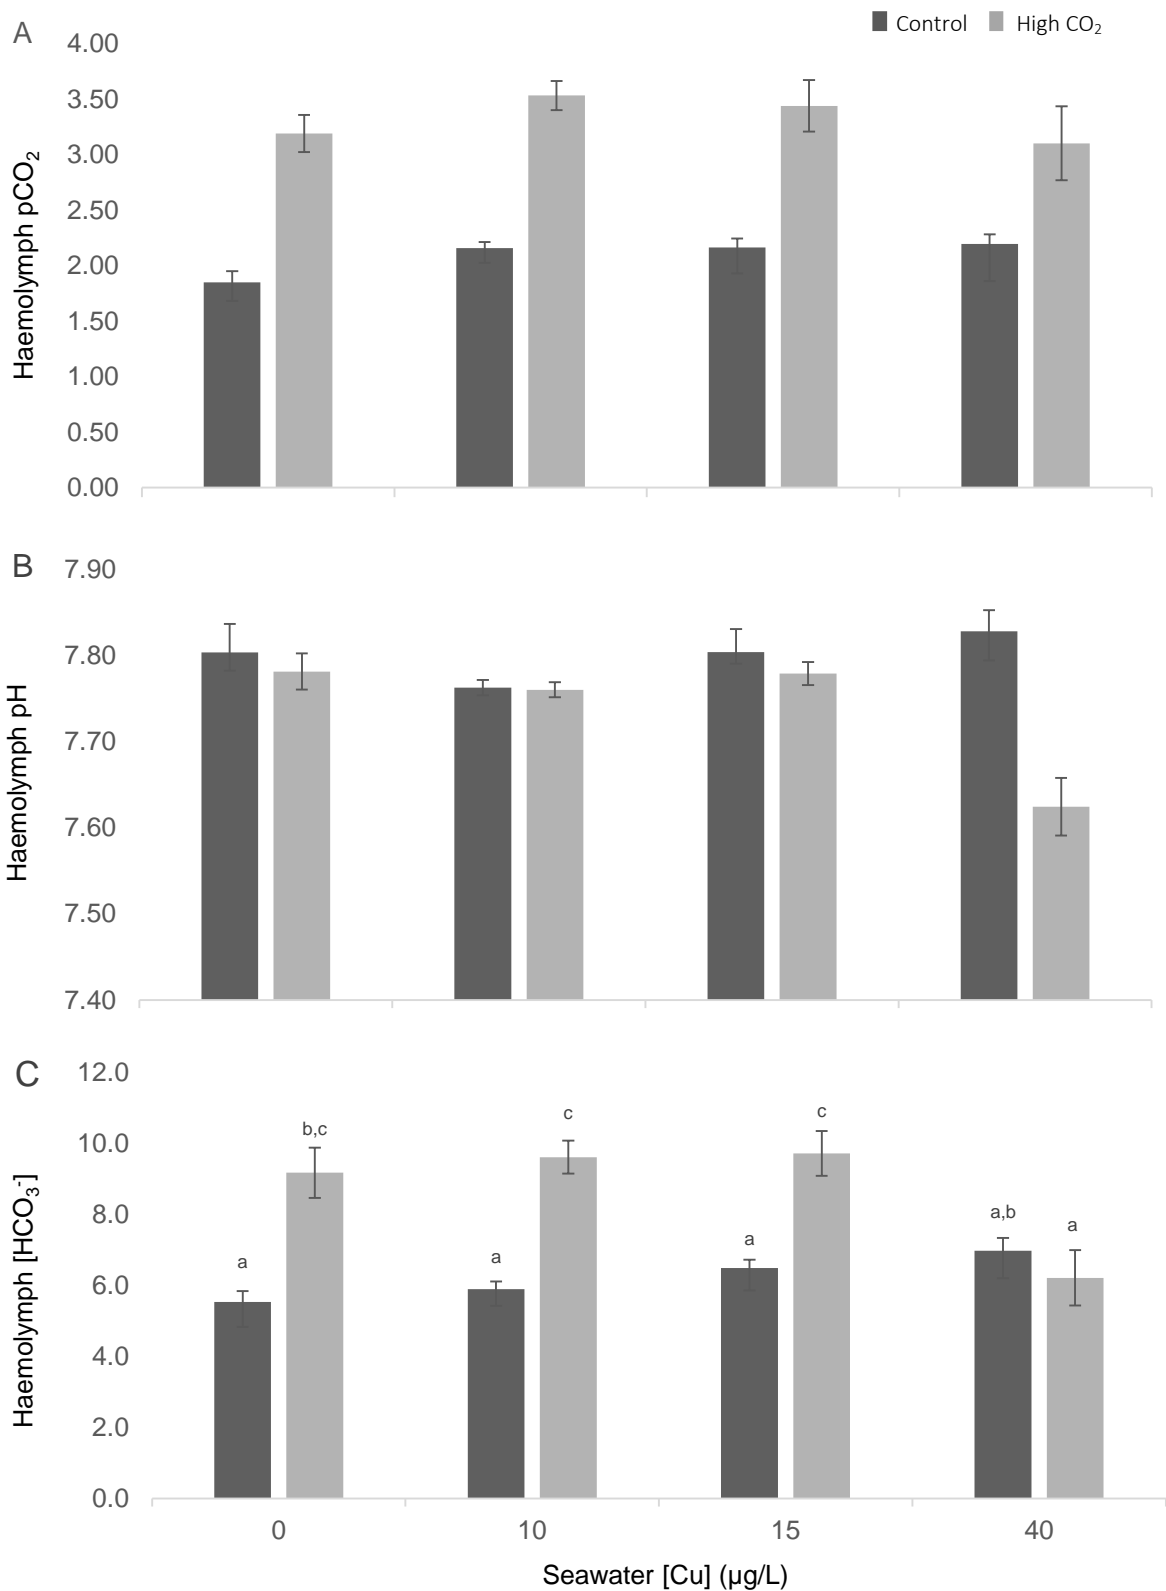 A
Control High CO₂
4.00
3.50
3.00
2.50
2.00
1.50
1.00
0.50
0.00
Haemolymph pCO₂
B
7.90
7.80
7.70
7.60
7.50
7.40
Haemolymph pH
C
12.0
10.0
8.0
6.0
4.0
2.0
0.0
Haemolymph [HCO₃⁻]
a b,c a c a c a,b a
0 10 15 40
Seawater [Cu] (µg/L)